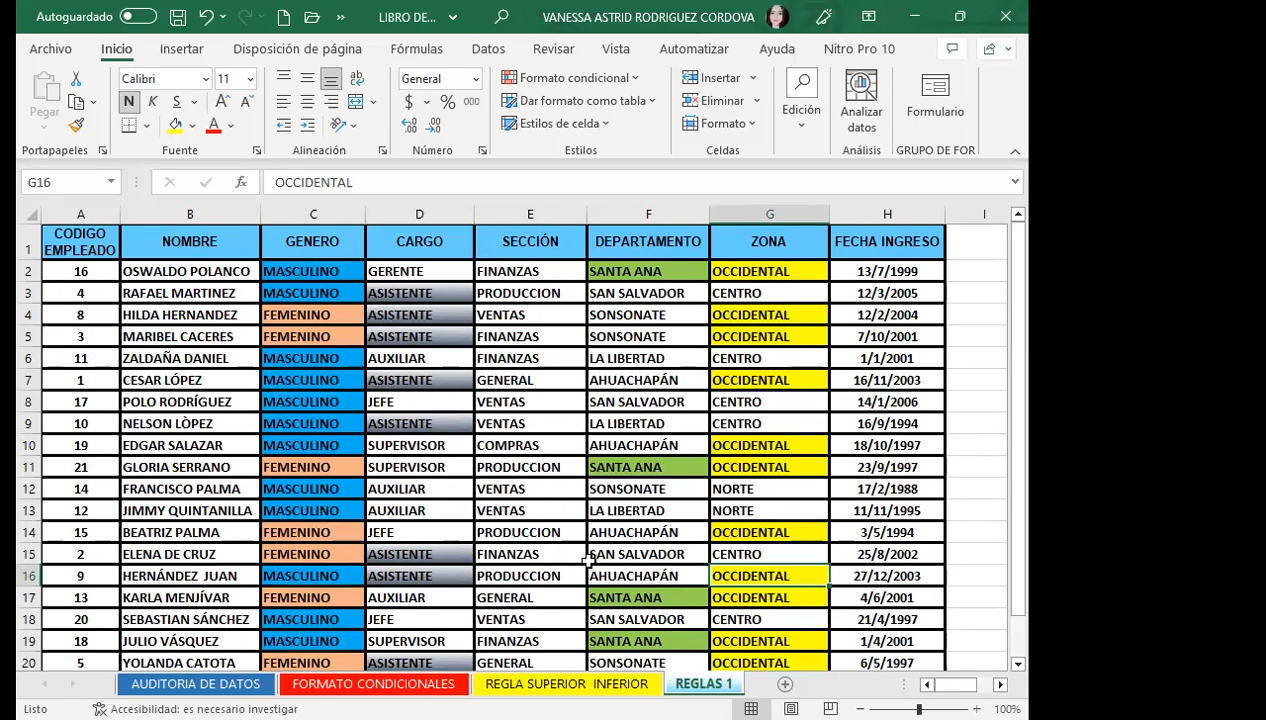 Autoguardado LIBRO DE... VANESSA ASTRID RODRIGUEZ CORDOVA
Archivo Inicio Insertar Disposición de página Fórmulas Datos Revisar Vista Automatizar Ayuda Nitro Pro 10
Pegar Calibri 11 General Formato condicional Insertar Edición Analizar datos Formulario
N K S $ % 000 Dar formato como tabla Eliminar
Estilos de celda Formato
Portapapeles Fuente Alineación Número Estilos Celdas Análisis GRUPO DE FOR
G16 fx OCCIDENTAL
A B C D E F G H I
1 CODIGO EMPLEADO NOMBRE GENERO CARGO SECCIÓN DEPARTAMENTO ZONA FECHA INGRESO
2 16 OSWALDO POLANCO MASCULINO GERENTE FINANZAS SANTA ANA OCCIDENTAL 13/7/1999
3 4 RAFAEL MARTINEZ MASCULINO ASISTENTE PRODUCCION SAN SALVADOR CENTRO 12/3/2005
4 8 HILDA HERNANDEZ FEMENINO ASISTENTE VENTAS SONSONATE OCCIDENTAL 12/2/2004
5 3 MARIBEL CACERES FEMENINO ASISTENTE FINANZAS SONSONATE OCCIDENTAL 7/10/2001
6 11 ZALDAÑA DANIEL MASCULINO AUXILIAR FINANZAS LA LIBERTAD CENTRO 1/1/2001
7 1 CESAR LÓPEZ MASCULINO ASISTENTE GENERAL AHUACHAPÁN OCCIDENTAL 16/11/2003
8 17 POLO RODRÍGUEZ MASCULINO JEFE VENTAS SAN SALVADOR CENTRO 14/1/2006
9 10 NELSON LÒPEZ MASCULINO ASISTENTE VENTAS LA LIBERTAD CENTRO 16/9/1994
10 19 EDGAR SALAZAR MASCULINO SUPERVISOR COMPRAS AHUACHAPÁN OCCIDENTAL 18/10/1997
11 21 GLORIA SERRANO FEMENINO SUPERVISOR PRODUCCION SANTA ANA OCCIDENTAL 23/9/1997
12 14 FRANCISCO PALMA MASCULINO AUXILIAR VENTAS SONSONATE NORTE 17/2/1988
13 12 JIMMY QUINTANILLA MASCULINO AUXILIAR VENTAS LA LIBERTAD NORTE 11/11/1995
14 15 BEATRIZ PALMA FEMENINO JEFE PRODUCCION AHUACHAPÁN OCCIDENTAL 3/5/1994
15 2 ELENA DE CRUZ FEMENINO ASISTENTE FINANZAS SAN SALVADOR CENTRO 25/8/2002
16 9 HERNÁNDEZ JUAN MASCULINO ASISTENTE PRODUCCION AHUACHAPÁN OCCIDENTAL 27/12/2003
17 13 KARLA MENJÍVAR FEMENINO AUXILIAR GENERAL SANTA ANA OCCIDENTAL 4/6/2001
18 20 SEBASTIAN SÁNCHEZ MASCULINO JEFE VENTAS SAN SALVADOR CENTRO 21/4/1997
19 18 JULIO VÁSQUEZ MASCULINO SUPERVISOR FINANZAS SANTA ANA OCCIDENTAL 1/4/2001
20 5 YOLANDA CATOTA FEMENINO ASISTENTE GENERAL SONSONATE OCCIDENTAL 6/5/1997
AUDITORIA DE DATOS FORMATO CONDICIONALES REGLA SUPERIOR INFERIOR REGLAS 1
Listo Accesibilidad: es necesario investigar 100%